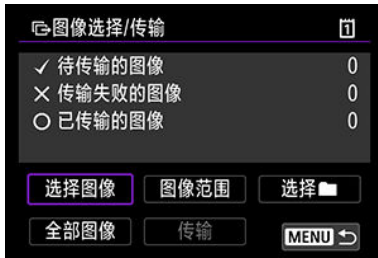 图像选择/传输 1
待传输的图像 0
传输失败的图像 0
已传输的图像 0
选择图像 图像范围 选择
全部图像 传输 MENU